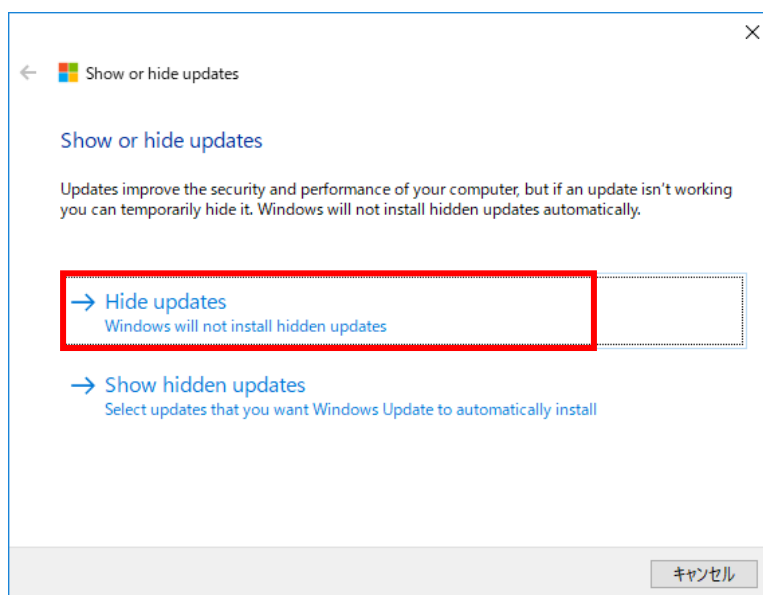 Show or hide updates
Show or hide updates
Updates improve the security and performance of your computer, but if an update isn't working
you can temporarily hide it. Windows will not install hidden updates automatically.
Hide updates
Windows will not install hidden updates
Show hidden updates
Select updates that you want Windows Update to automatically install
キャンセル